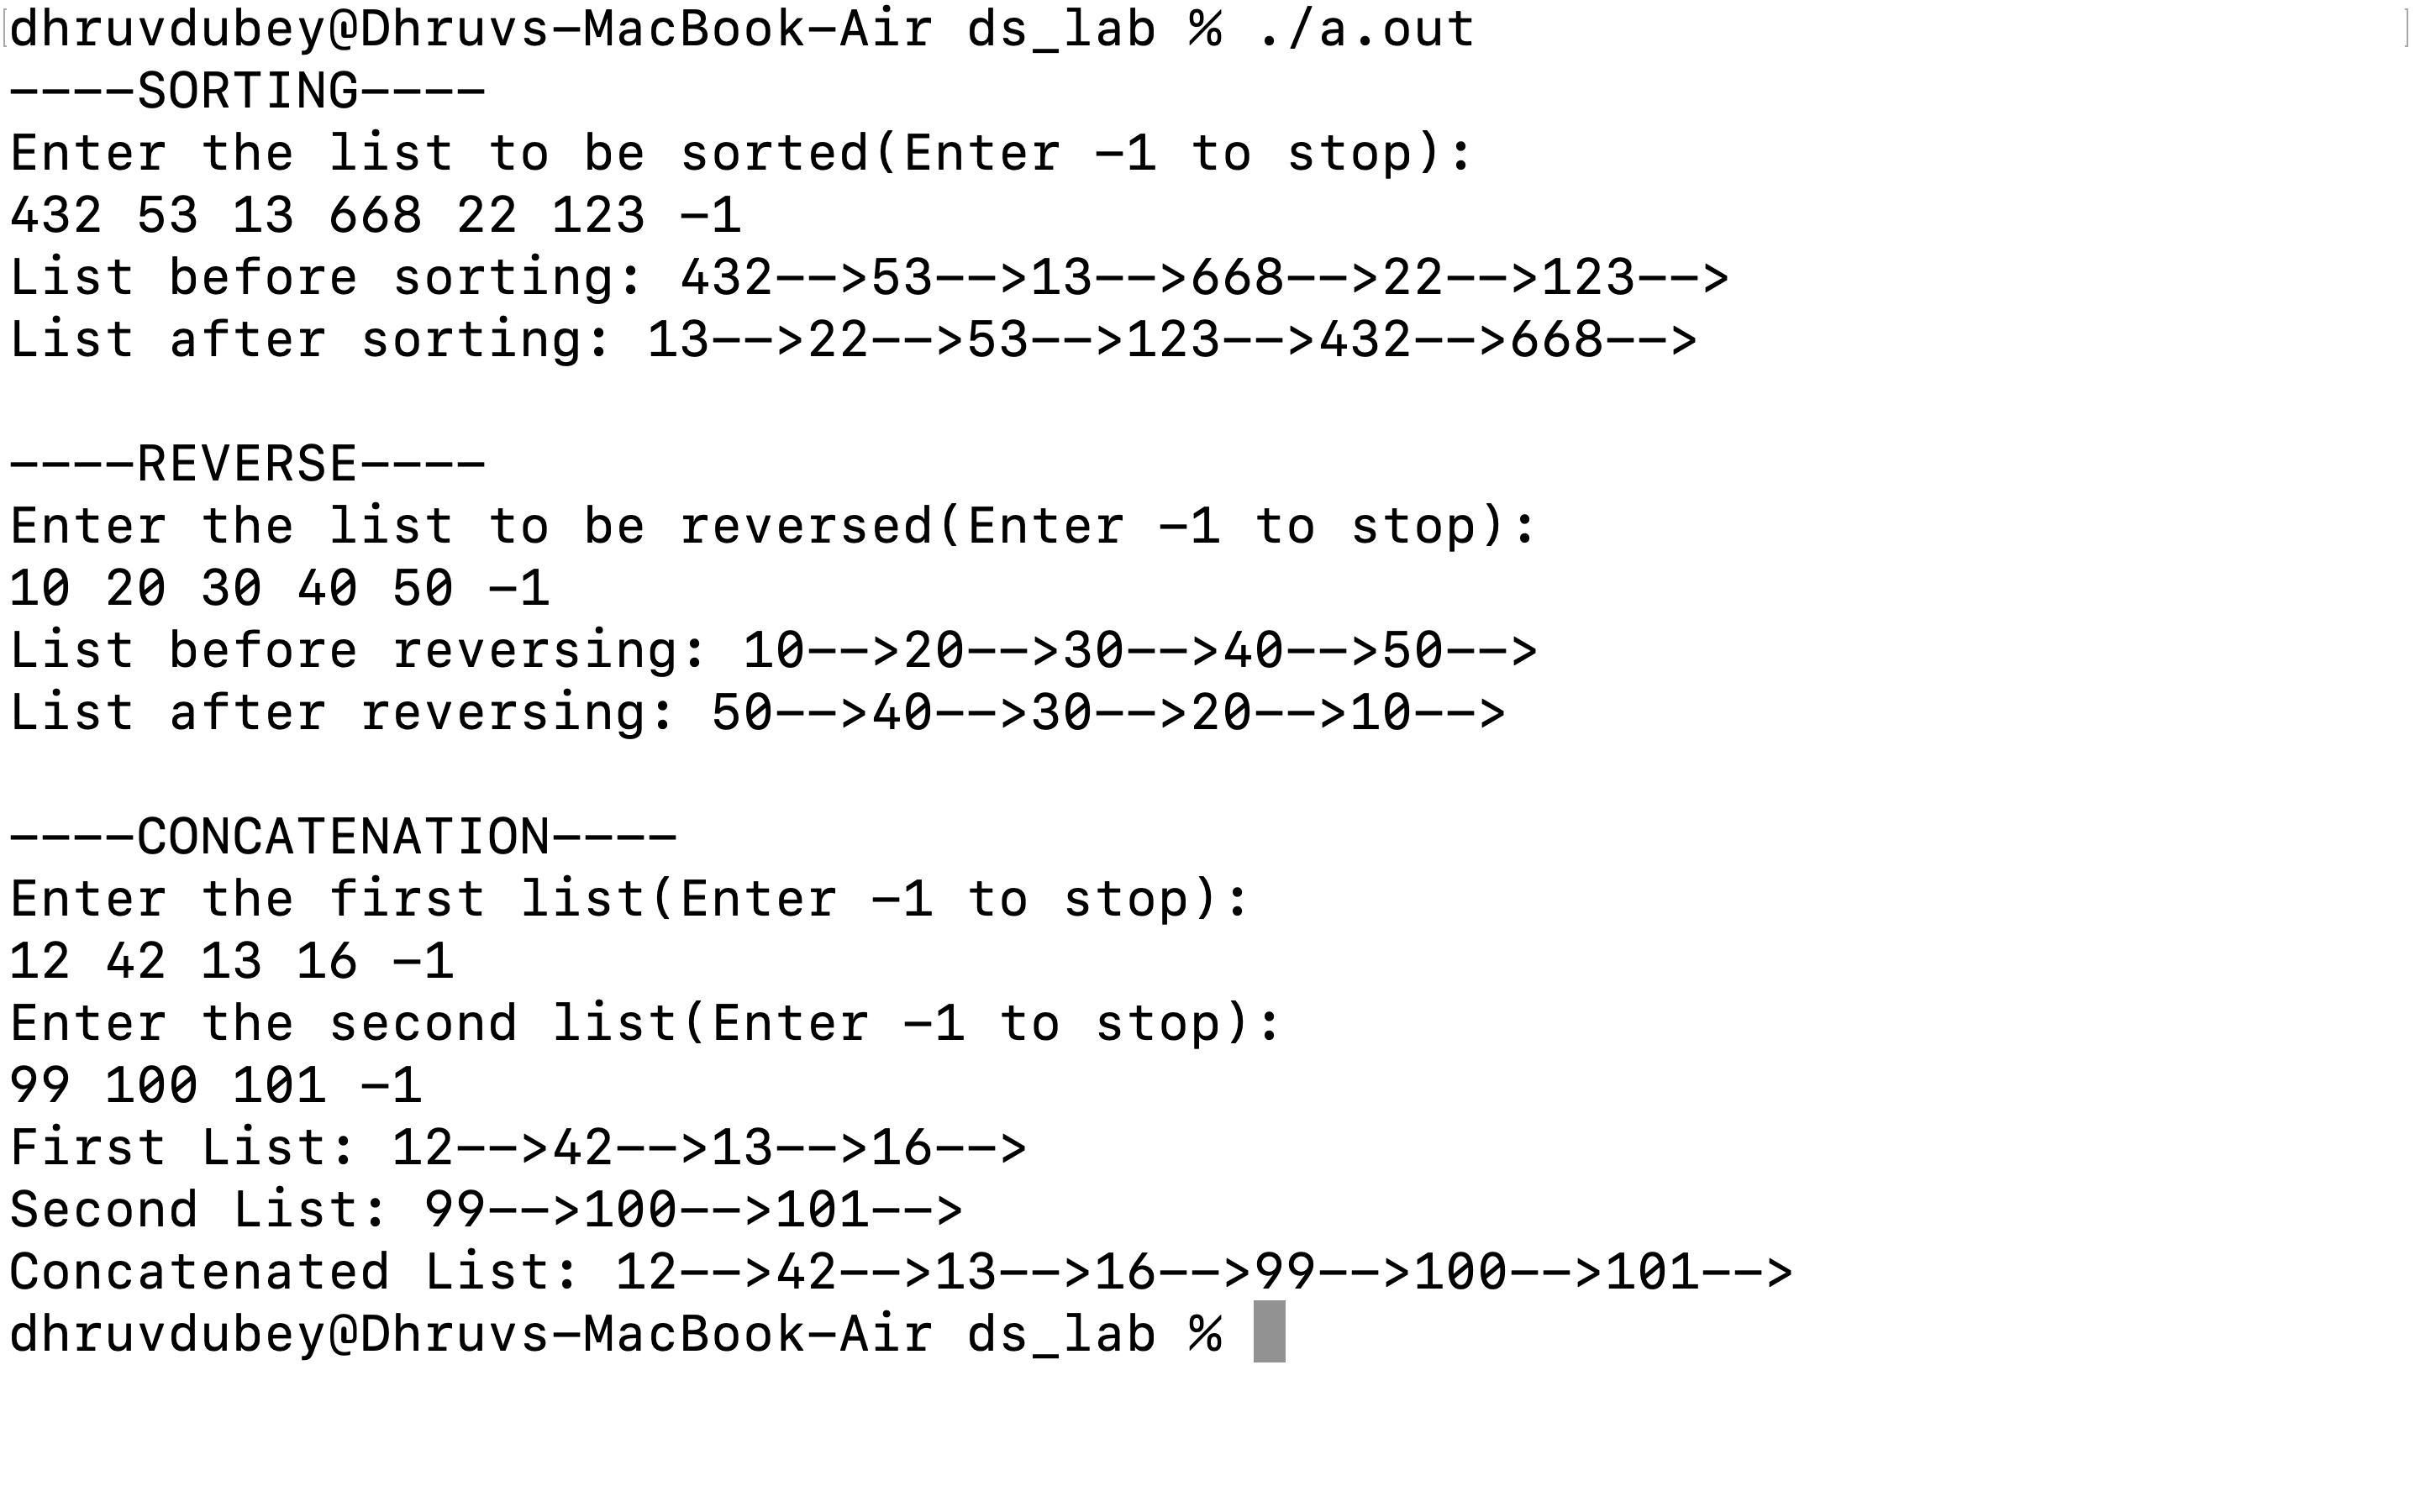 dhruvdubey@Dhruvs-MacBook-Air ds_lab % ./a.out
----SORTING----
Enter the list to be sorted(Enter -1 to stop):
432 53 13 668 22 123 -1
List before sorting: 432-->53-->13-->668-->22-->123-->
List after sorting: 13-->22-->53-->123-->432-->668-->
----REVERSE----
Enter the list to be reversed(Enter -1 to stop):
10 20 30 40 50 -1
List before reversing: 10-->20-->30-->40-->50-->
List after reversing: 50-->40-->30-->20-->10-->
----CONCATENATION----
Enter the first list(Enter -1 to stop):
12 42 13 16 -1
Enter the second list(Enter -1 to stop):
99 100 101 -1
First List: 12-->42-->13-->16-->
Second List: 99-->100-->101-->
Concatenated List: 12-->42-->13-->16-->99-->100-->101-->
dhruvdubey@Dhruvs-MacBook-Air ds_lab %